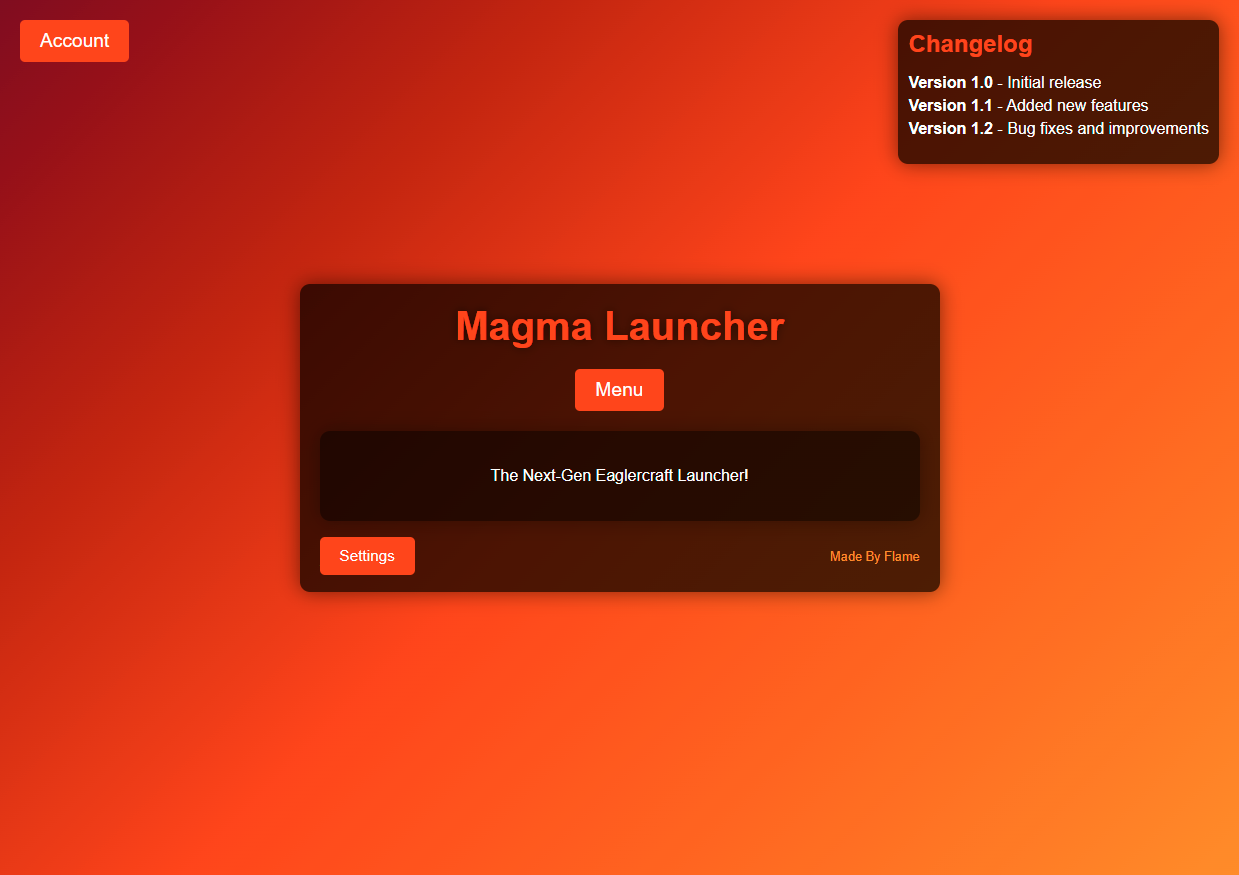 Account
Changelog
Version 1.0 - Initial release
Version 1.1 - Added new features
Version 1.2 - Bug fixes and improvements
Magma Launcher
Menu
The Next-Gen Eaglercraft Launcher!
Settings
Made By Flame